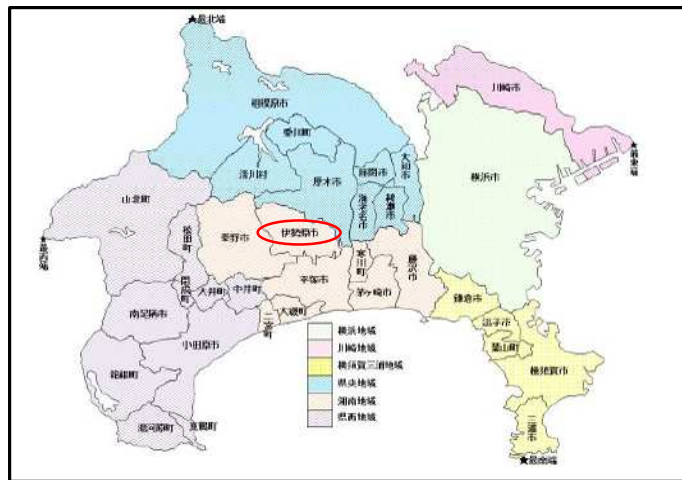 ★最北端
相模原市
川崎市
愛川町
横浜市
大和市
★最東端
清川村
厚木市
座間市
山北町
海老名市
綾瀬市
松田町
秦野市
伊勢原市
★最西端
寒川町
藤沢市
開成町
大井町
中井町
平塚市
茅ヶ崎市
鎌倉市
南足柄市
二宮町
大磯町
逗子市
小田原市
葉山町
横須賀市
箱根町
三浦市
湯河原町
真鶴町
★最南端
横浜地域
川崎地域
横須賀三浦地域
県央地域
湘南地域
県西地域